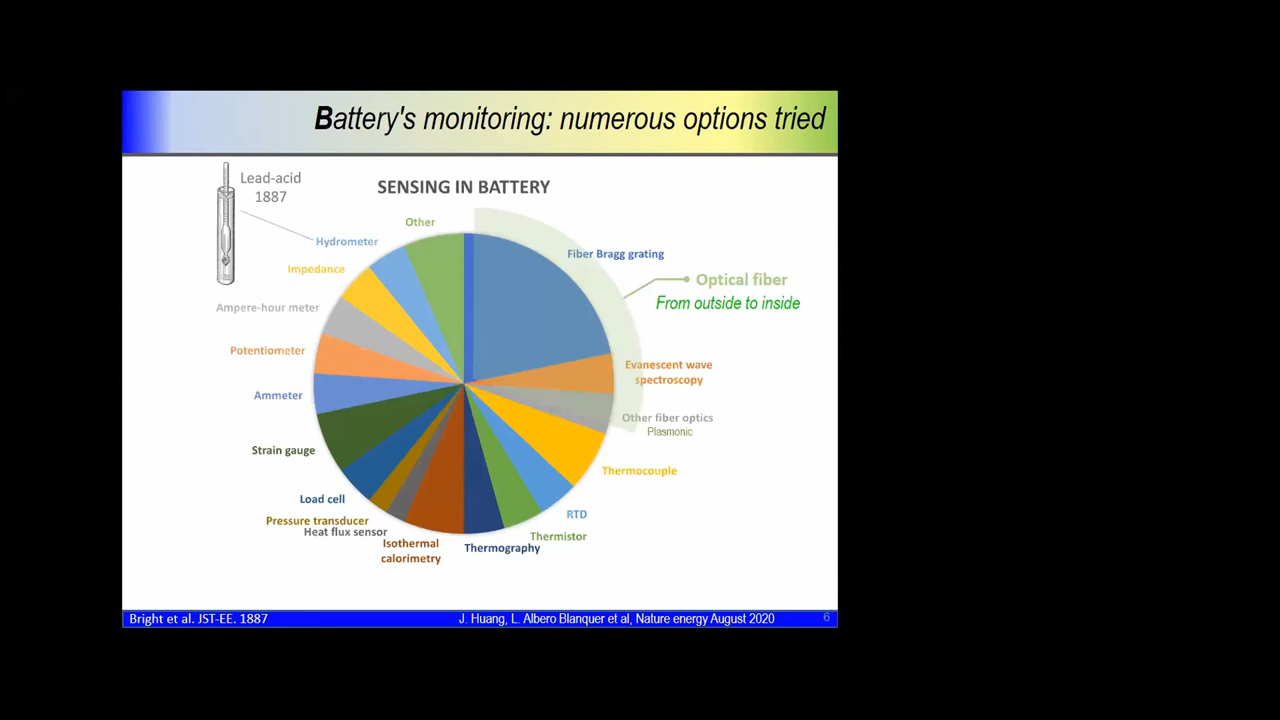 Battery's monitoring: numerous options tried
Lead-acid
1887
SENSING IN BATTERY
Other
Hydrometer
Fiber Bragg grating
Impedance
Optical fiber
From outside to inside
Ampere-hour meter
Potentiometer
Evanescent wave
spectroscopy
Ammeter
Other fiber optics
Plasmonic
Strain gauge
Thermocouple
Load cell
RTD
Pressure transducer
Heat flux sensor
Thermistor
Isothermal
calorimetry
Thermography
Bright et al. JST-EE. 1887
J. Huang, L. Albero Blanquer et al, Nature energy August 2020
6